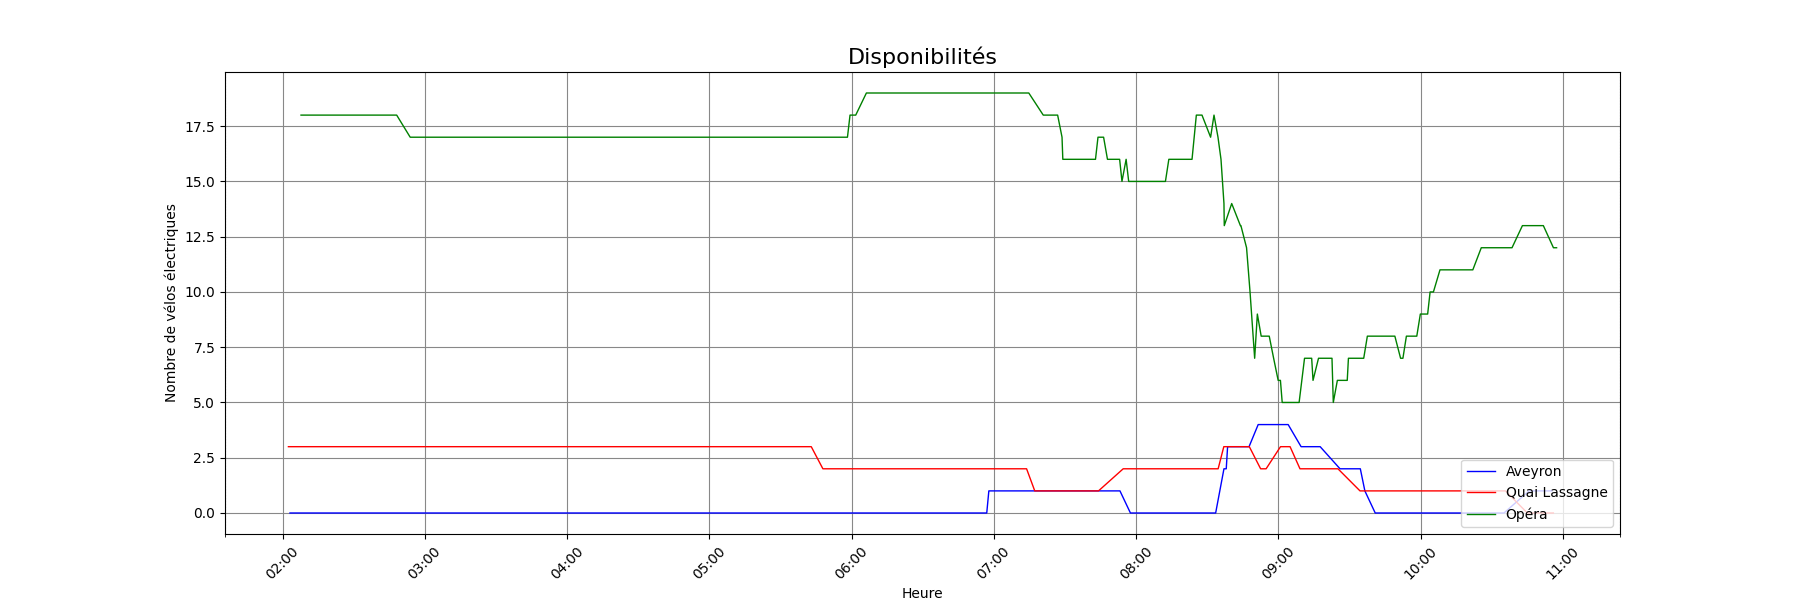 Disponibilités
Nombre de vélos électriques
17.5
15.0
12.5
10.0
7.5
5.0
2.5
0.0
Aveyron
Quai Lassagne
Opéra
02:00 03:00 04:00 05:00 06:00 07:00 08:00 09:00 10:00 11:00
Heure